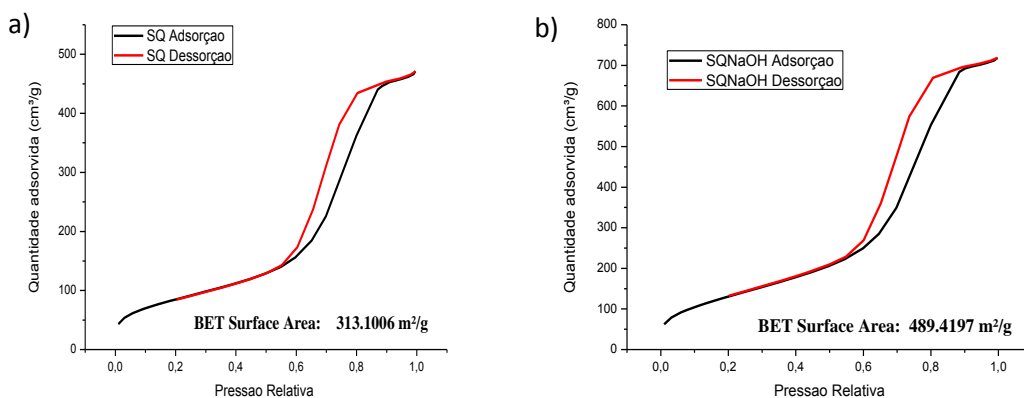 a)
SQ Adsorçao
SQ Dessorçao
Quantidade adsorvida (cm³/g)
500
400
300
200
100
0
0,0 0,2 0,4 0,6 0,8 1,0
Pressao Relativa
BET Surface Area: 313.1006 m²/g
b)
SQNaOH Adsorçao
SQNaOH Dessorçao
Quantidade adsorvida (cm³/g)
800
700
600
500
400
300
200
100
0
0,0 0,2 0,4 0,6 0,8 1,0
Pressao Relativa
BET Surface Area: 489.4197 m²/g